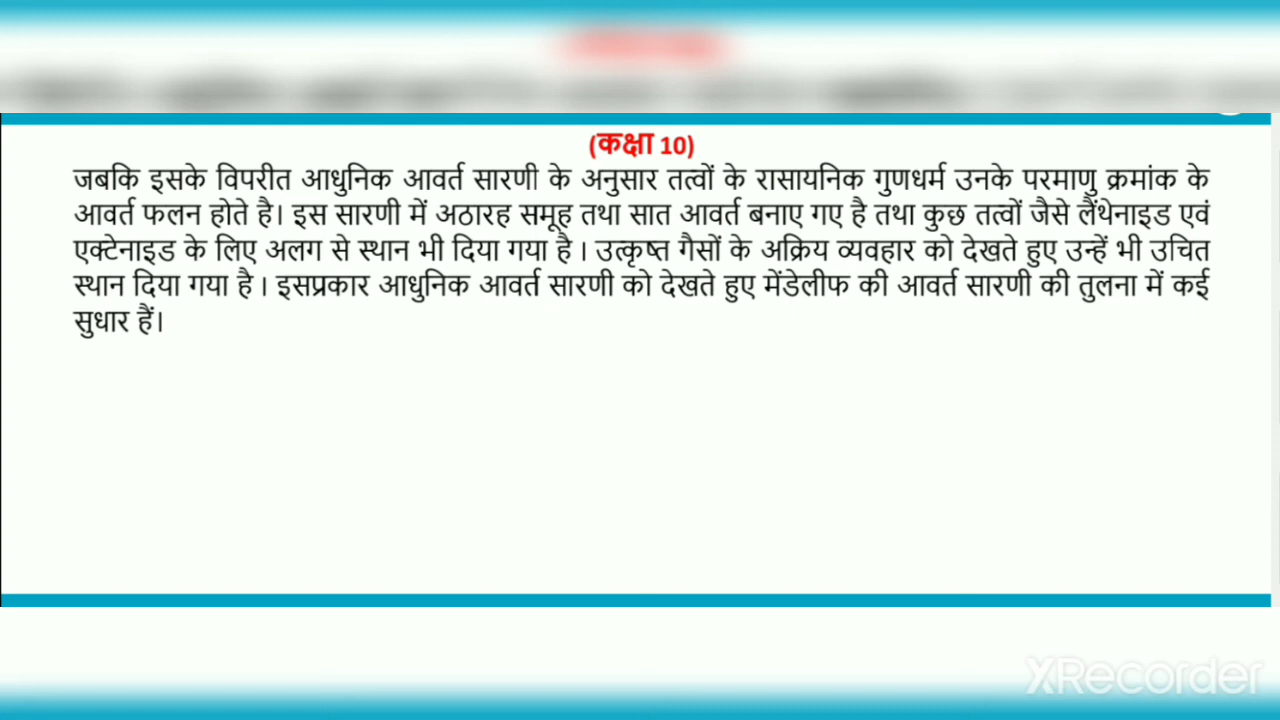 (कक्षा 10)
जबकि इसके विपरीत आधुनिक आवर्त सारणी के अनुसार तत्वों के रासायनिक गुणधर्म उनके परमाणु क्रमांक के
आवर्त फलन होते है। इस सारणी में अठारह समूह तथा सात आवर्त बनाए गए है तथा कुछ तत्वों जैसे लैंथेनाइड एवं
एक्टेनाइड के लिए अलग से स्थान भी दिया गया है । उत्कृष्त गैसों के अक्रिय व्यवहार को देखते हुए उन्हें भी उचित
स्थान दिया गया है । इसप्रकार आधुनिक आवर्त सारणी को देखते हुए मेंडेलीफ की आवर्त सारणी की तुलना में कई
सुधार हैं।
XRecorder